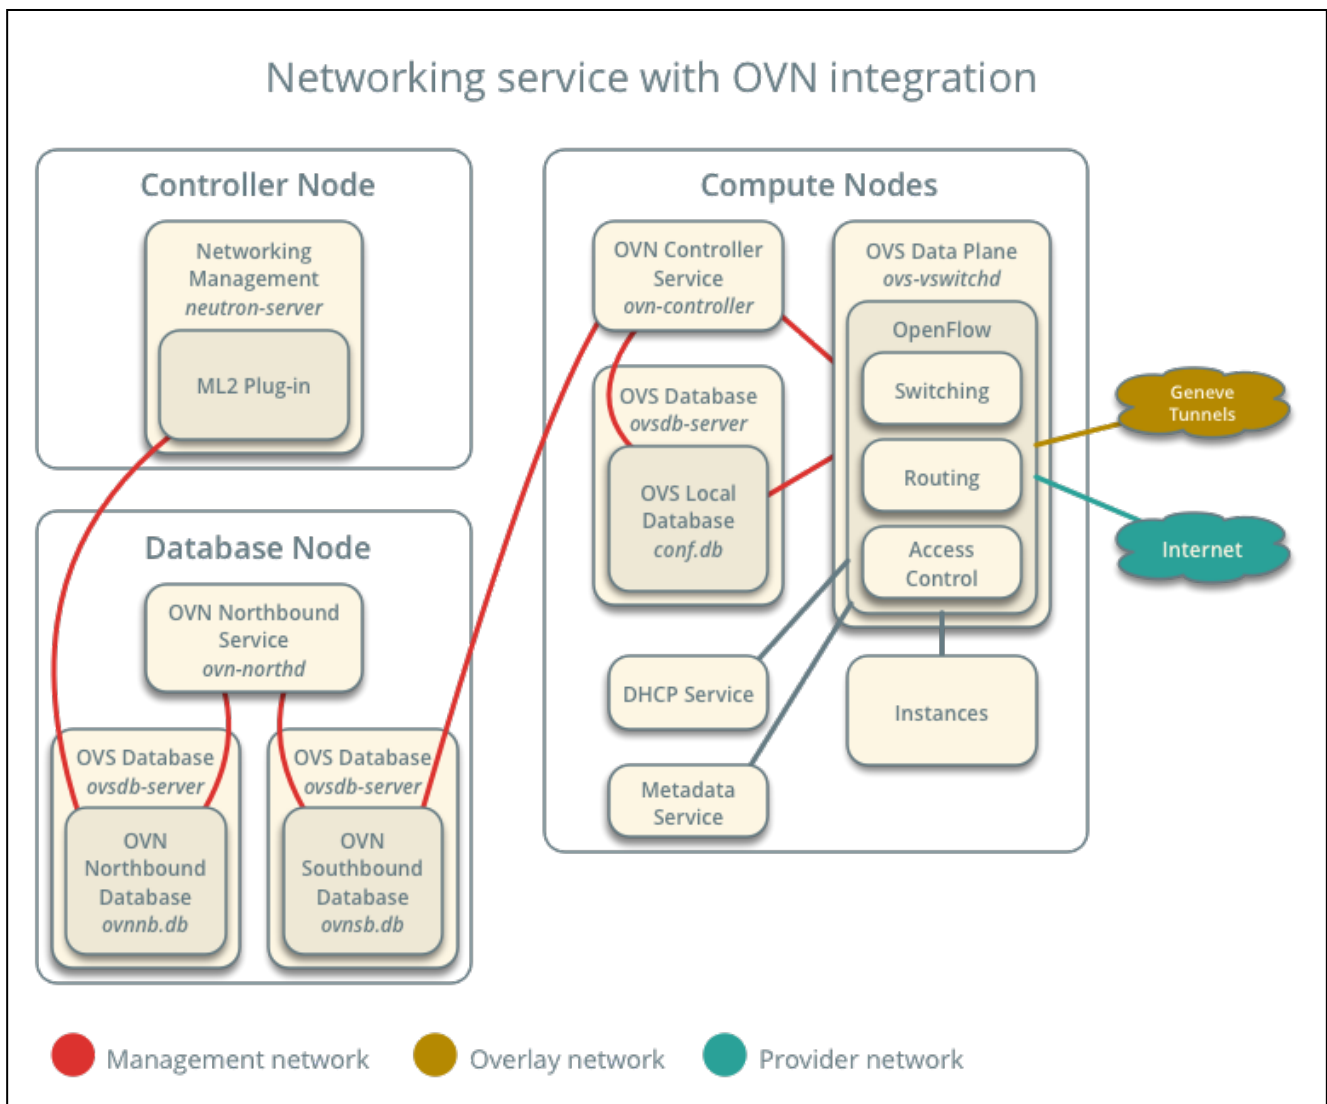 Networking service with OVN integration
Controller Node
Networking
Management
neutron-server
ML2 Plug-in
Database Node
OVN Northbound
Service
ovn-northd
OVS Database
ovsdb-server
OVN
Northbound
Database
ovnnb.db
OVS Database
ovsdb-server
OVN
Southbound
Database
ovnsb.db
Compute Nodes
OVN Controller
Service
ovn-controller
OVS Database
ovsdb-server
OVS Local
Database
conf.db
DHCP Service
Metadata
Service
OVS Data Plane
ovs-vswitchd
OpenFlow
Switching
Routing
Access
Control
Instances
Geneve
Tunnels
Internet
Management network
Overlay network
Provider network